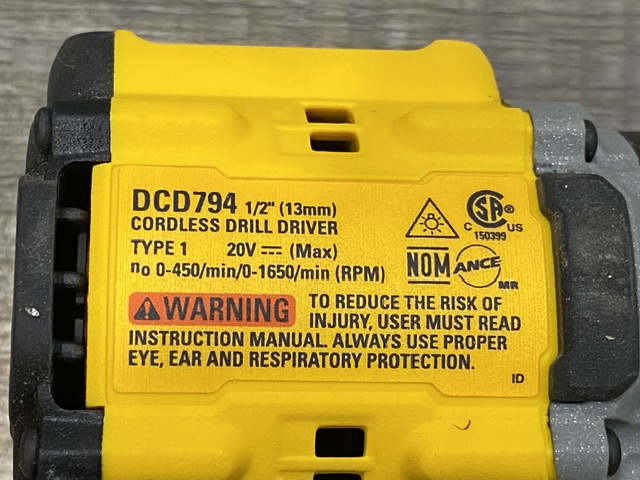 DCD794 1/2" (13mm)
CORDLESS DRILL DRIVER
TYPE 1 20V ⎓ (Max)
no 0-450/min/0-1650/min (RPM)
CSA®
C US
150399
NOM ANCE
MR
WARNING TO REDUCE THE RISK OF
INJURY, USER MUST READ
INSTRUCTION MANUAL. ALWAYS USE PROPER
EYE, EAR AND RESPIRATORY PROTECTION.
ID